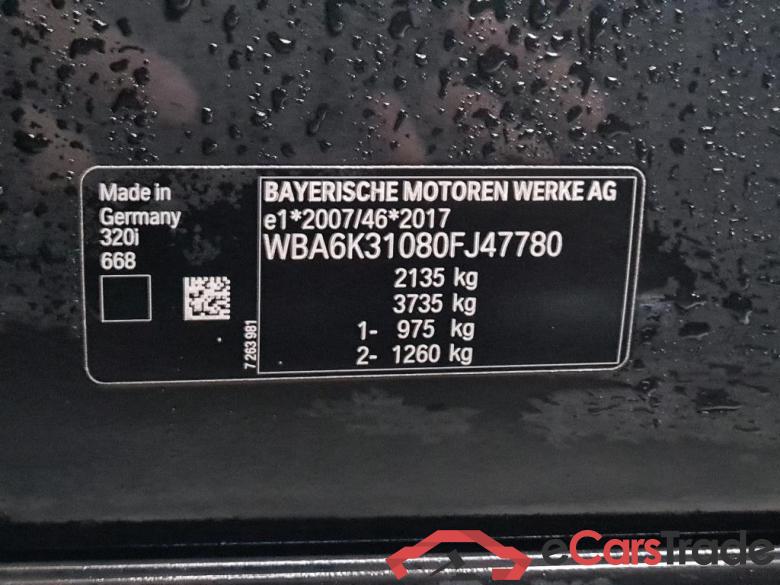 Made in
Germany
320i
668
BAYERISCHE MOTOREN WERKE AG
e1*2007/46*2017
WBA6K31080FJ47780
2135 kg
3735 kg
1- 975 kg
2- 1260 kg
7 263 981
eCarsTrade